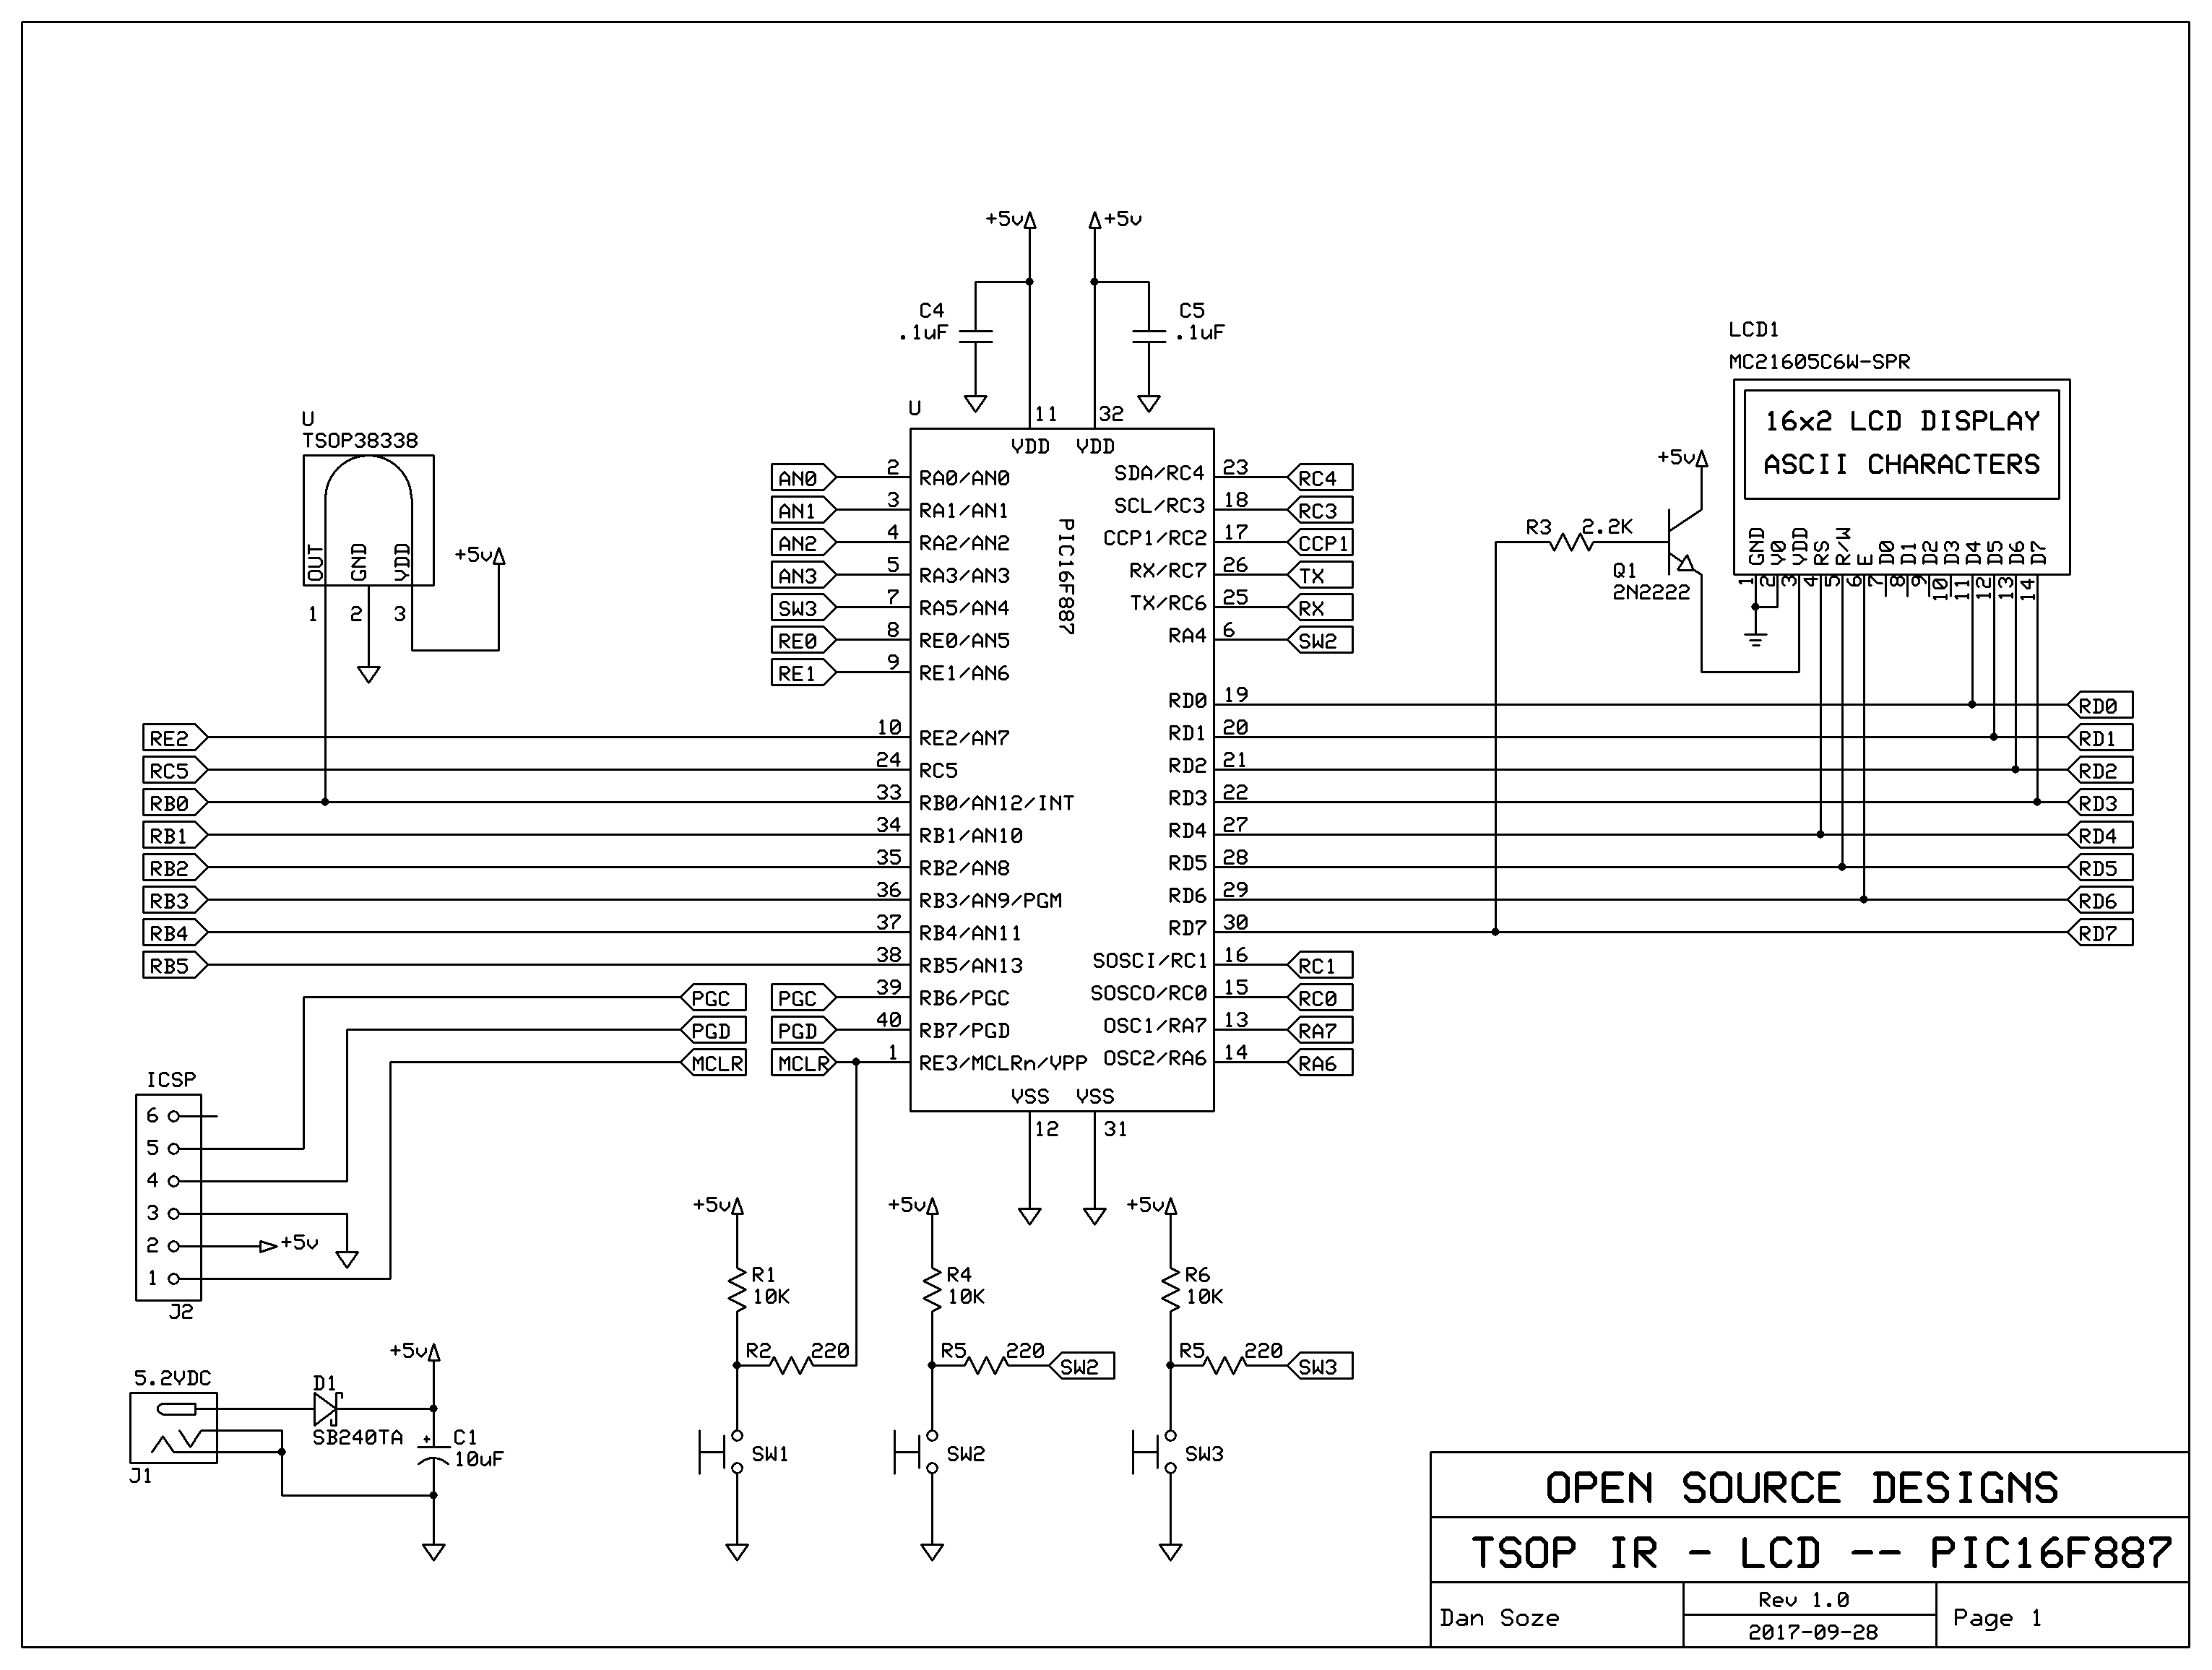 +5v
+5v
C4
.1uF
C5
.1uF
U
11
32
VDD
VDD
PIC16F887
U
TSOP38338
OUT
GND
VDD
1
2
3
+5v
AN0
2
RA0/AN0
AN1
3
RA1/AN1
AN2
4
RA2/AN2
AN3
5
RA3/AN3
SW3
7
RA5/AN4
RE0
8
RE0/AN5
RE1
9
RE1/AN6
RE2
10
RE2/AN7
RC5
24
RC5
RB0
33
RB0/AN12/INT
RB1
34
RB1/AN10
RB2
35
RB2/AN8
RB3
36
RB3/AN9/PGM
RB4
37
RB4/AN11
RB5
38
RB5/AN13
PGC
PGC
39
RB6/PGC
PGD
PGD
40
RB7/PGD
MCLR
MCLR
1
RE3/MCLRn/VPP
SDA/RC4
23
RC4
SCL/RC3
18
RC3
CCP1/RC2
17
CCP1
RX/RC7
26
TX
TX/RC6
25
RX
RA4
6
SW2
RD0
19
RD0
RD1
20
RD1
RD2
21
RD2
RD3
22
RD3
RD4
27
RD4
RD5
28
RD5
RD6
29
RD6
RD7
30
RD7
SOSCI/RC1
16
RC1
SOSCO/RC0
15
RC0
OSC1/RA7
13
RA7
OSC2/RA6
14
RA6
VSS
VSS
12
31
LCD1
MC21605C6W-SPR
16x2 LCD DISPLAY
ASCII CHARACTERS
GND
V0
VDD
RS
R/W
E
D0
D1
D2
D3
D4
D5
D6
D7
1
2
3
4
5
6
7
8
9
10
11
12
13
14
+5v
R3
2.2K
Q1
2N2222
ICSP
6
5
4
3
2
+5v
1
J2
5.2VDC
J1
D1
SB240TA
+5v
+
C1
10uF
+5v
R1
10K
R2
220
SW1
+5v
R4
10K
R5
220
SW2
SW2
+5v
R6
10K
R5
220
SW3
SW3
OPEN SOURCE DESIGNS
TSOP IR - LCD -- PIC16F887
Dan Soze
Rev 1.0
2017-09-28
Page 1